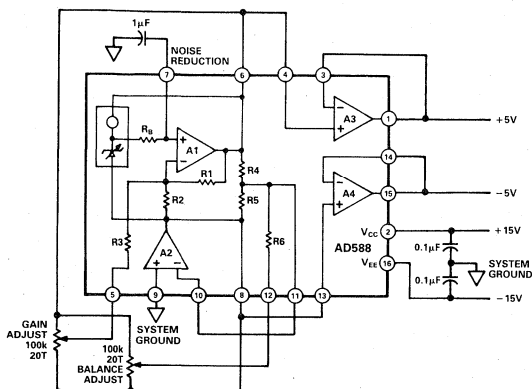 1μF
NOISE
REDUCTION
7
6
4
3
A3
1
+5V
RB
A1
R4
14
R1
R2
R5
A4
15
-5V
R3
A2
R6
VCC
2
+15V
AD588
0.1μF
VEE
16
0.1μF
SYSTEM
GROUND
-15V
5
9
10
8
11
12
13
SYSTEM
GROUND
GAIN
ADJUST
100k
20T
100k
20T
BALANCE
ADJUST
+
-
+
-
-
+
-
+
+
-